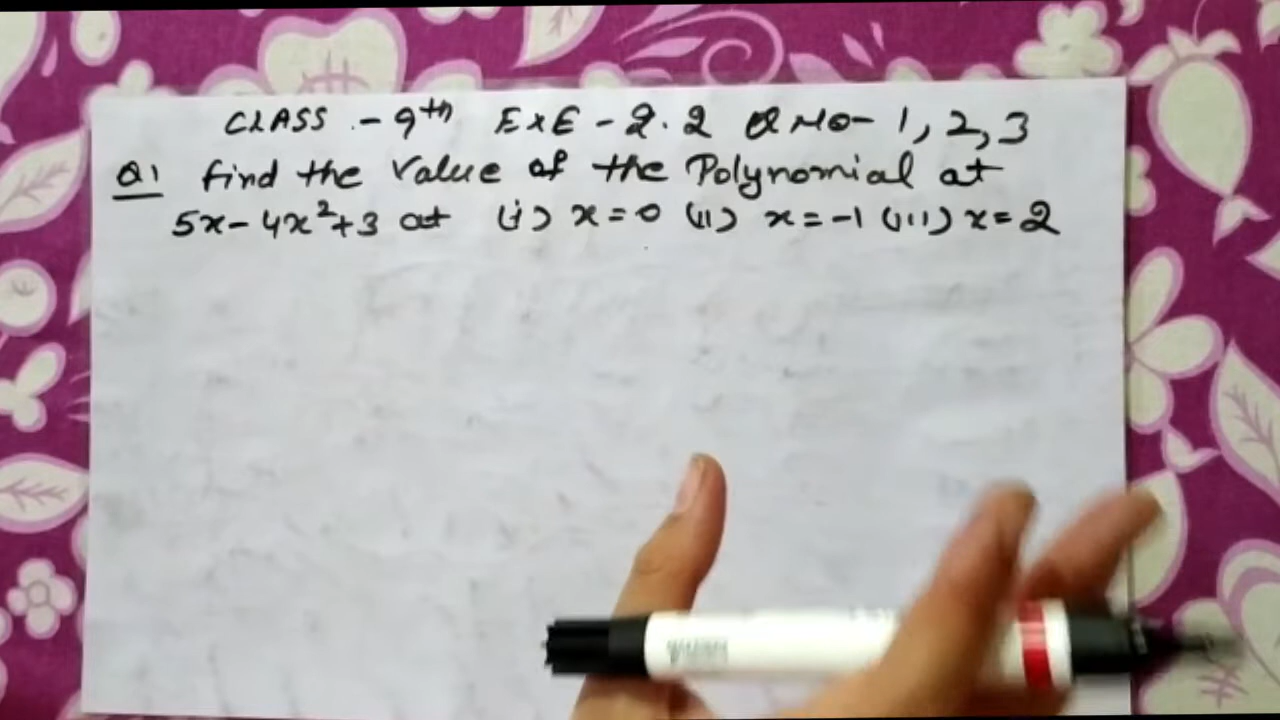 CLASS - 9th EXE - 2.2 Q NO- 1, 2, 3
Q1 find the Value of the Polynomial at
5x - 4x²+3 at (i) x=0 (ii) x=-1 (iii) x=2